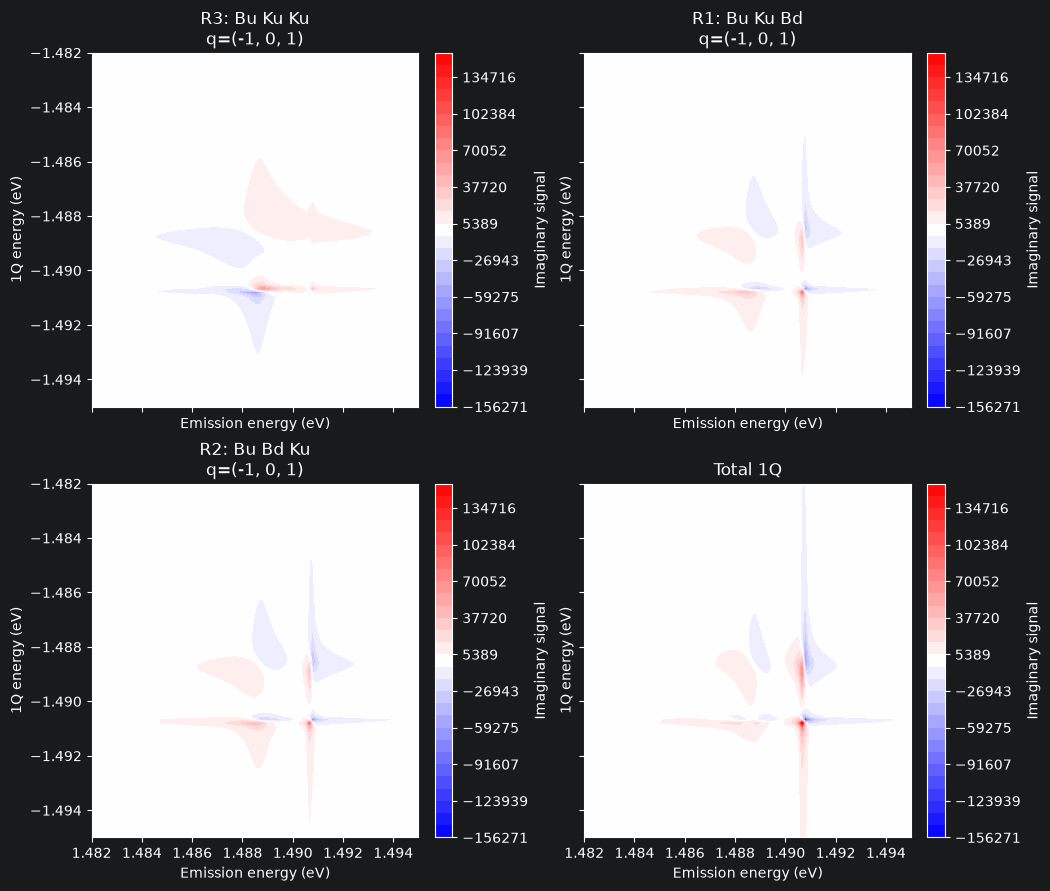 R3: Bu Ku Ku
q=(-1, 0, 1)
R1: Bu Ku Bd
q=(-1, 0, 1)
−1.482
−1.484
−1.486
−1.488
−1.490
−1.492
−1.494
1Q energy (eV)
Emission energy (eV)
134716
102384
70052
37720
5389
−26943
−59275
−91607
−123939
−156271
Imaginary signal
1Q energy (eV)
Emission energy (eV)
134716
102384
70052
37720
5389
−26943
−59275
−91607
−123939
−156271
Imaginary signal
R2: Bu Bd Ku
q=(-1, 0, 1)
Total 1Q
−1.482
−1.484
−1.486
−1.488
−1.490
−1.492
−1.494
1Q energy (eV)
1.482 1.484 1.486 1.488 1.490 1.492 1.494
Emission energy (eV)
134716
102384
70052
37720
5389
−26943
−59275
−91607
−123939
−156271
Imaginary signal
1Q energy (eV)
1.482 1.484 1.486 1.488 1.490 1.492 1.494
Emission energy (eV)
134716
102384
70052
37720
5389
−26943
−59275
−91607
−123939
−156271
Imaginary signal